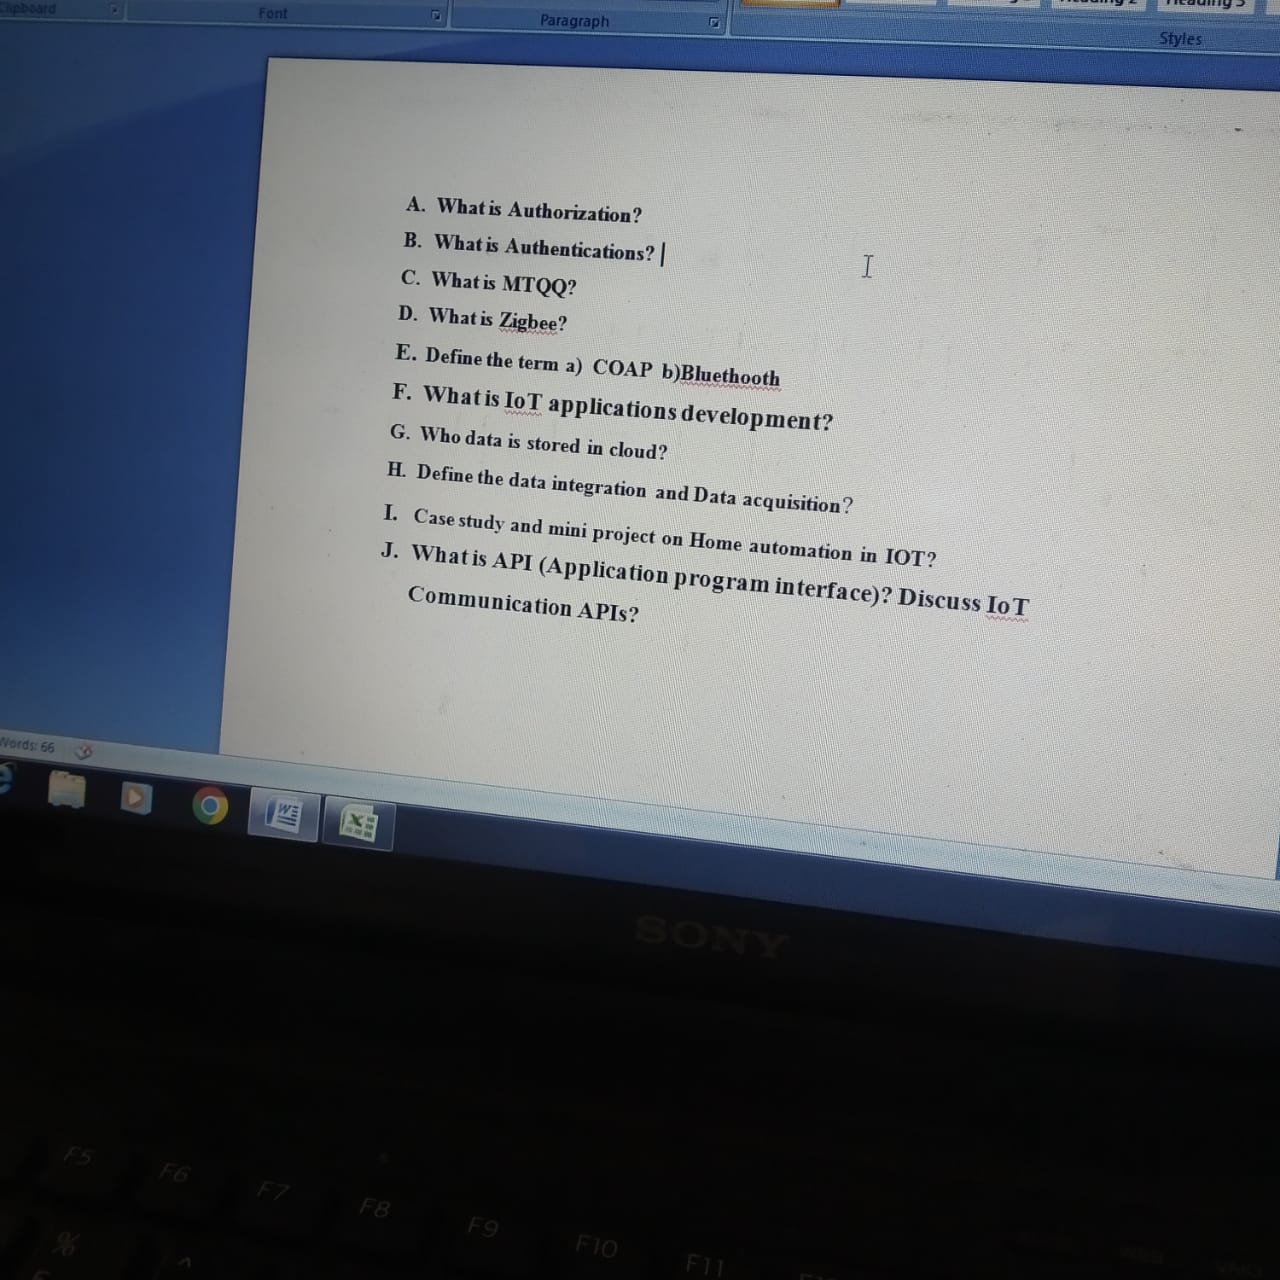 Clipboard
Font
Paragraph
Styles
A. What is Authorization?
B. What is Authentications?
C. What is MTQQ?
D. What is Zigbee?
E. Define the term a) COAP b)Bluethooth
F. What is IoT applications development?
G. Who data is stored in cloud?
H. Define the data integration and Data acquisition?
I. Case study and mini project on Home automation in IOT?
J. What is API (Application program interface)? Discuss IoT
Communication APIs?
Words: 66
SONY
F5
F6
F7
F8
F9
F10
F11
%
^